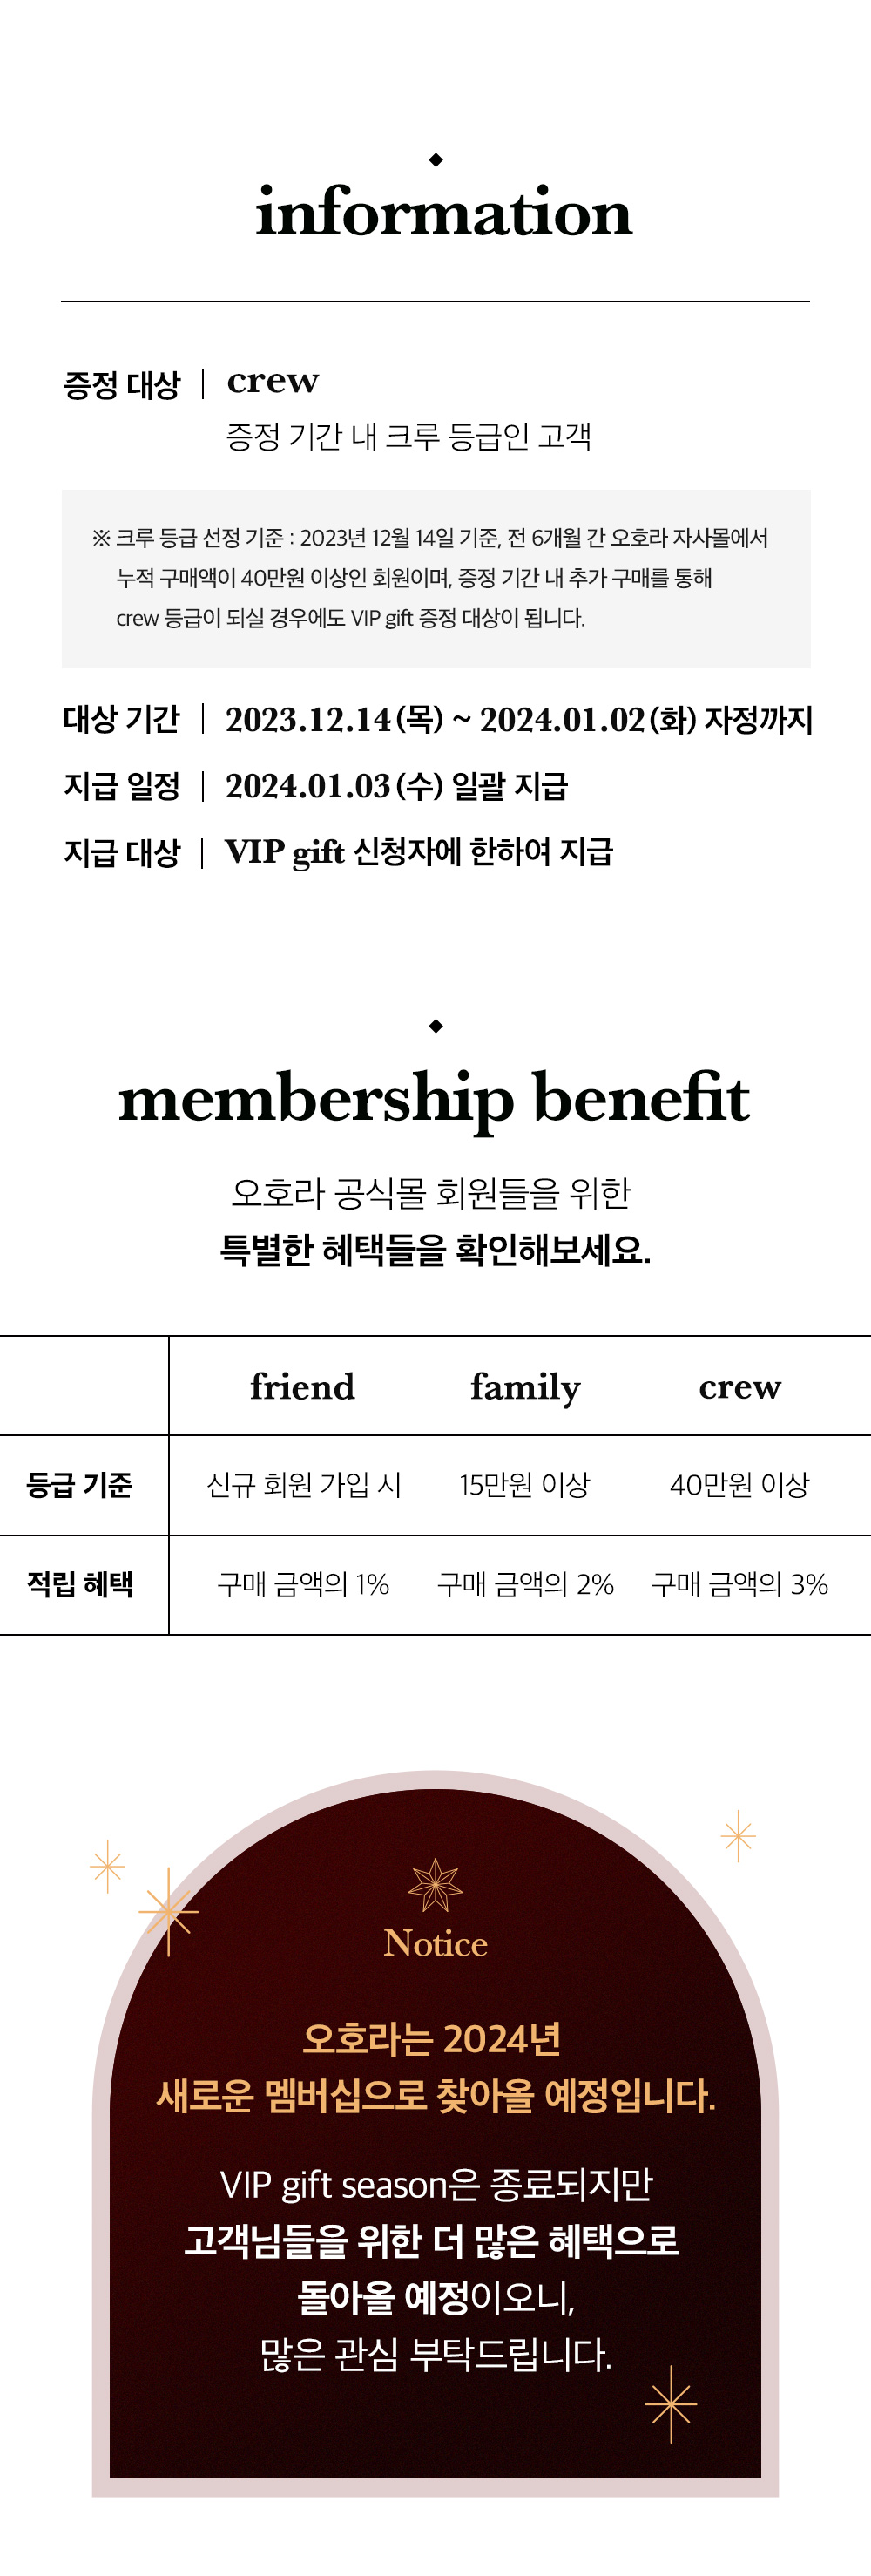 information
증정 대상 | crew
증정 기간 내 크루 등급인 고객
※ 크루 등급 선정 기준 : 2023년 12월 14일 기준, 전 6개월 간 오호라 자사몰에서
누적 구매액이 40만원 이상인 회원이며, 증정 기간 내 추가 구매를 통해
crew 등급이 되실 경우에도 VIP gift 증정 대상이 됩니다.
대상 기간 | 2023.12.14(목) ~ 2024.01.02(화) 자정까지
지급 일정 | 2024.01.03(수) 일괄 지급
지급 대상 | VIP gift 신청자에 한하여 지급
membership benefit
오호라 공식몰 회원들을 위한
특별한 혜택들을 확인해보세요.
friend family crew
등급 기준 신규 회원 가입 시 15만원 이상 40만원 이상
적립 혜택 구매 금액의 1% 구매 금액의 2% 구매 금액의 3%
Notice
오호라는 2024년
새로운 멤버십으로 찾아올 예정입니다.
VIP gift season은 종료되지만
고객님들을 위한 더 많은 혜택으로
돌아올 예정이오니,
많은 관심 부탁드립니다.